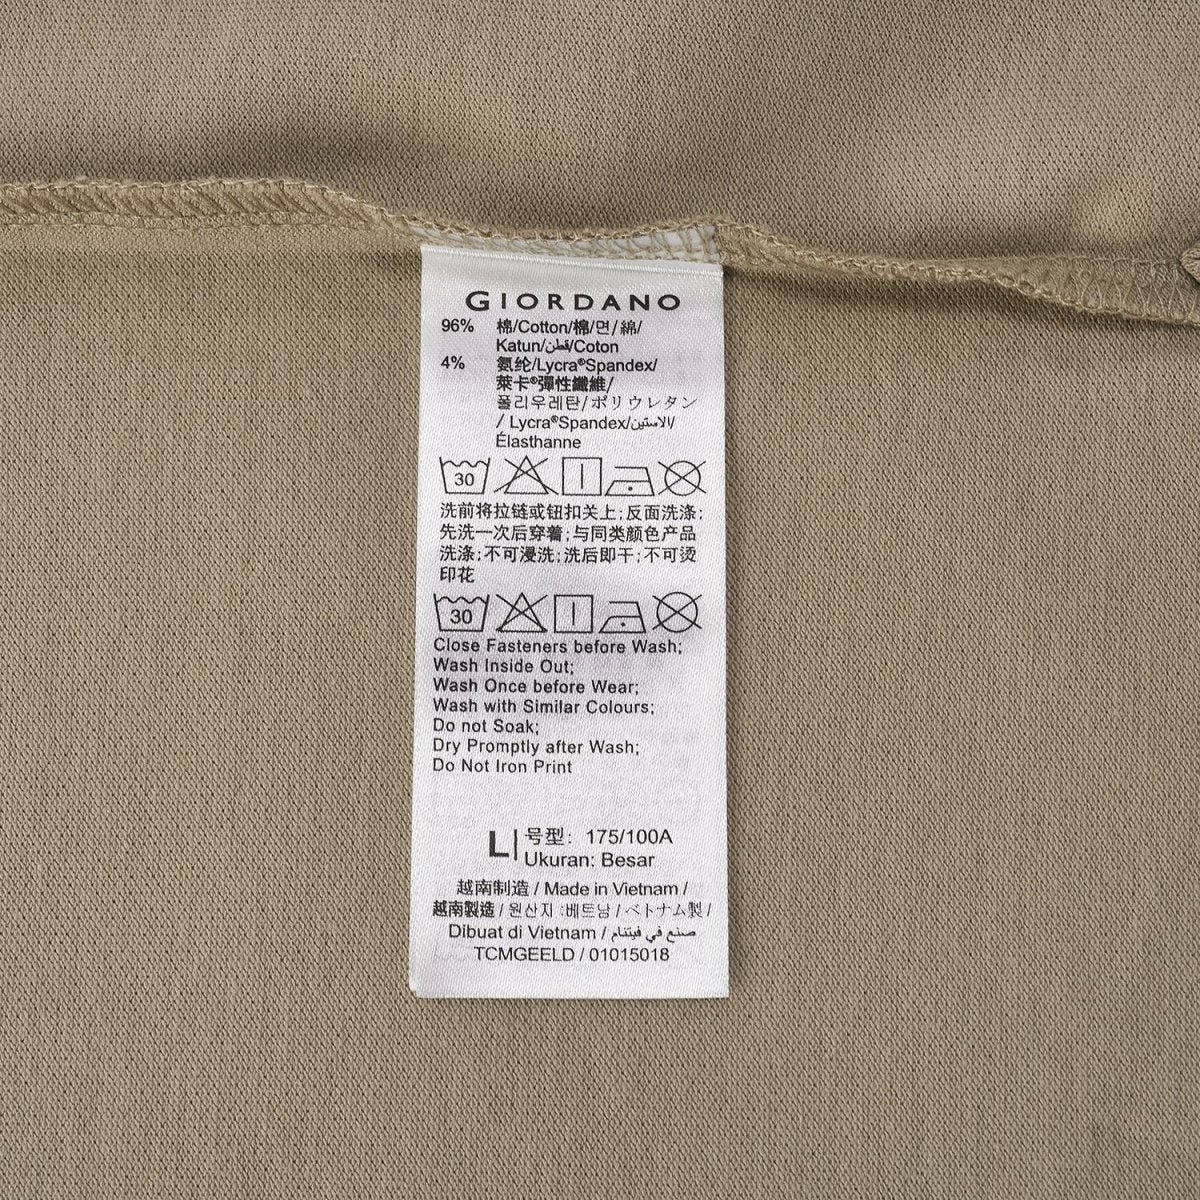 GIORDANO
96% 棉/Cotton/棉/면/綿/
Katun/قطن/Coton
4% 氨纶/Lycra®Spandex/
萊卡®彈性纖維/
폴리우레탄/ポリウレタン
/ Lycra®Spandex/الاستين/
Élasthanne
30
洗前将拉链或钮扣关上;反面洗涤;
先洗一次后穿着;与同类颜色产品
洗涤;不可浸洗;洗后即干;不可烫
印花
30
Close Fasteners before Wash;
Wash Inside Out;
Wash Once before Wear;
Wash with Similar Colours;
Do not Soak;
Dry Promptly after Wash;
Do Not Iron Print
L 号型: 175/100A
Ukuran: Besar
越南制造 / Made in Vietnam /
越南製造 / 원산지 :베트남 / ベトナム製 /
Dibuat di Vietnam / صنع في فيتنام
TCMGEELD / 01015018